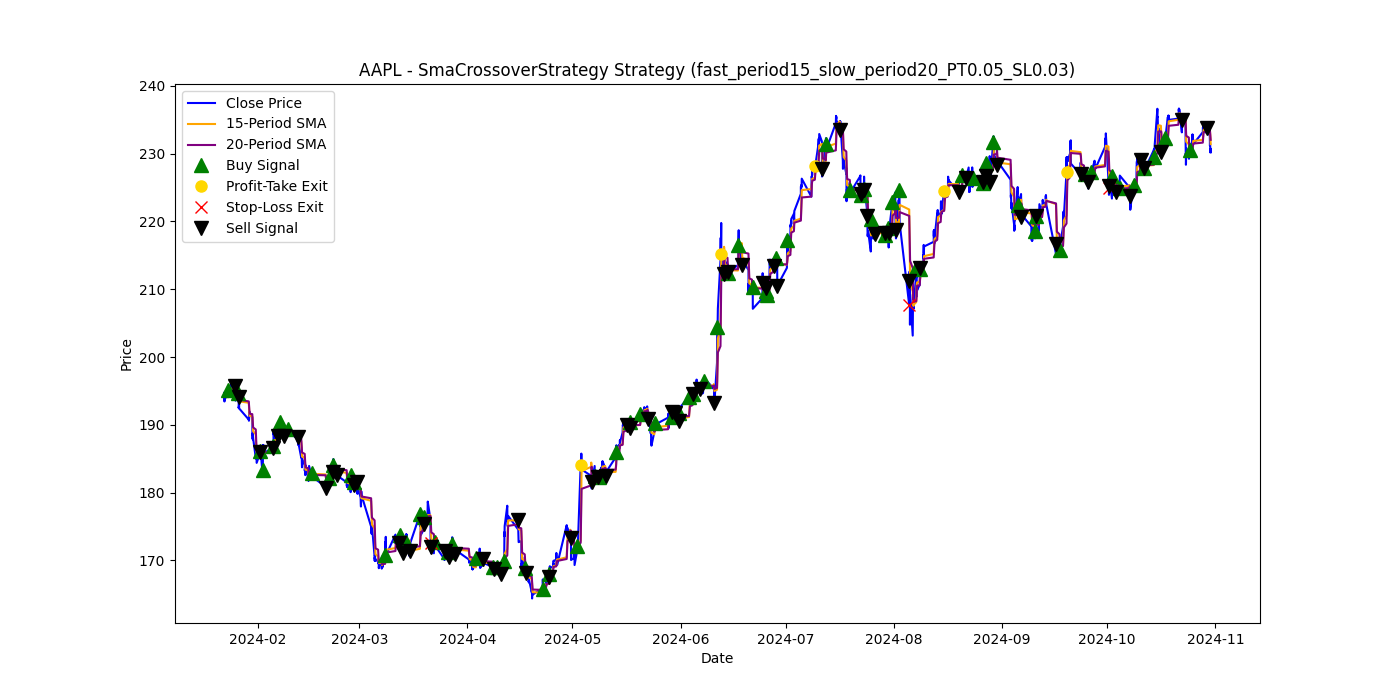 AAPL - SmaCrossoverStrategy Strategy (fast_period15_slow_period20_PT0.05_SL0.03)
Close Price
15-Period SMA
20-Period SMA
Buy Signal
Profit-Take Exit
Stop-Loss Exit
Sell Signal
Price
240
230
220
210
200
190
180
170
2024-02 2024-03 2024-04 2024-05 2024-06 2024-07 2024-08 2024-09 2024-10 2024-11
Date